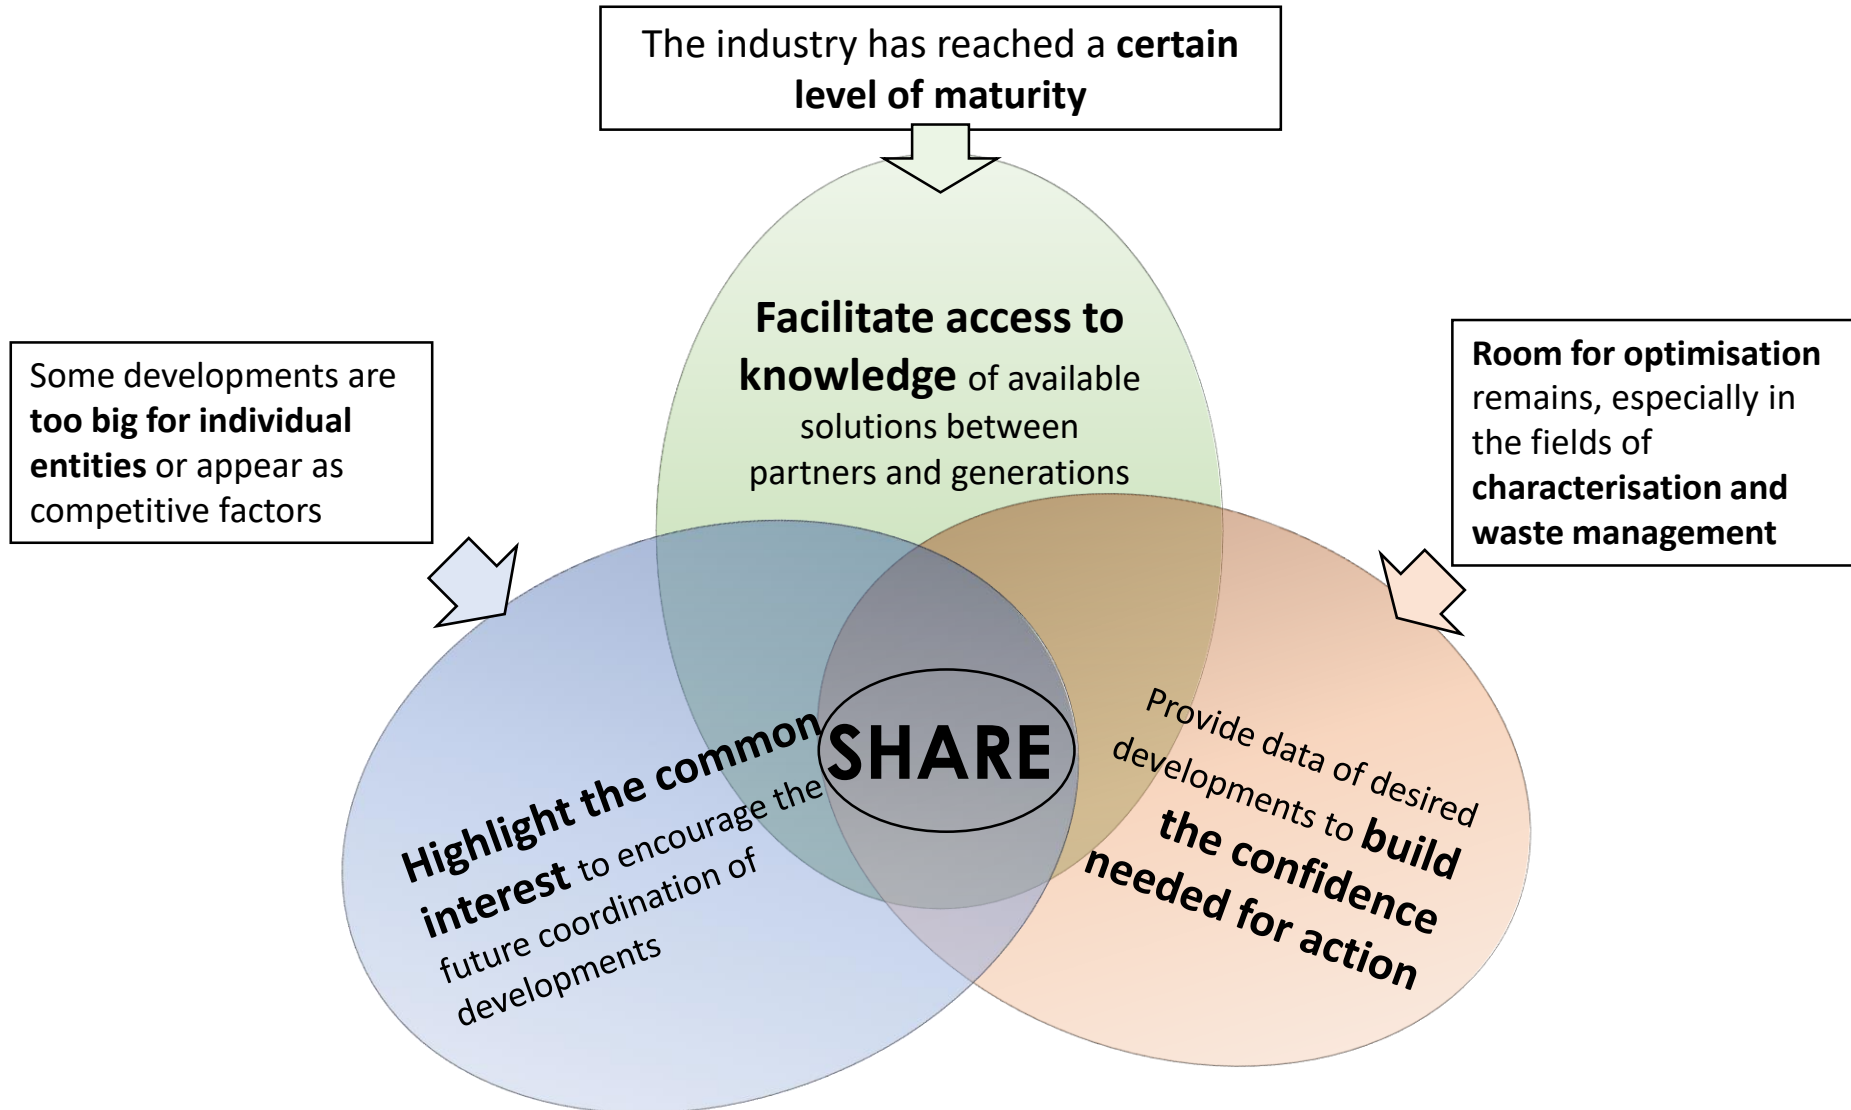 The industry has reached a certain
level of maturity
Facilitate access to
knowledge of available
solutions between
partners and generations
Some developments are
too big for individual
entities or appear as
competitive factors
Room for optimisation
remains, especially in
the fields of
characterisation and
waste management
Highlight the common
interest to encourage the
future coordination of
developments
SHARE
Provide data of desired
developments to build
the confidence
needed for action